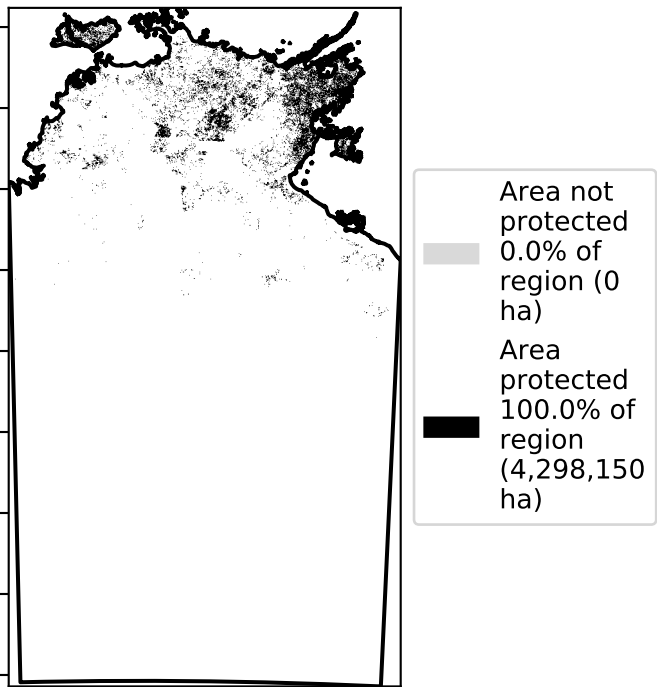 Area not
protected
0.0% of
region (0
ha)
Area
protected
100.0% of
region
(4,298,150
ha)